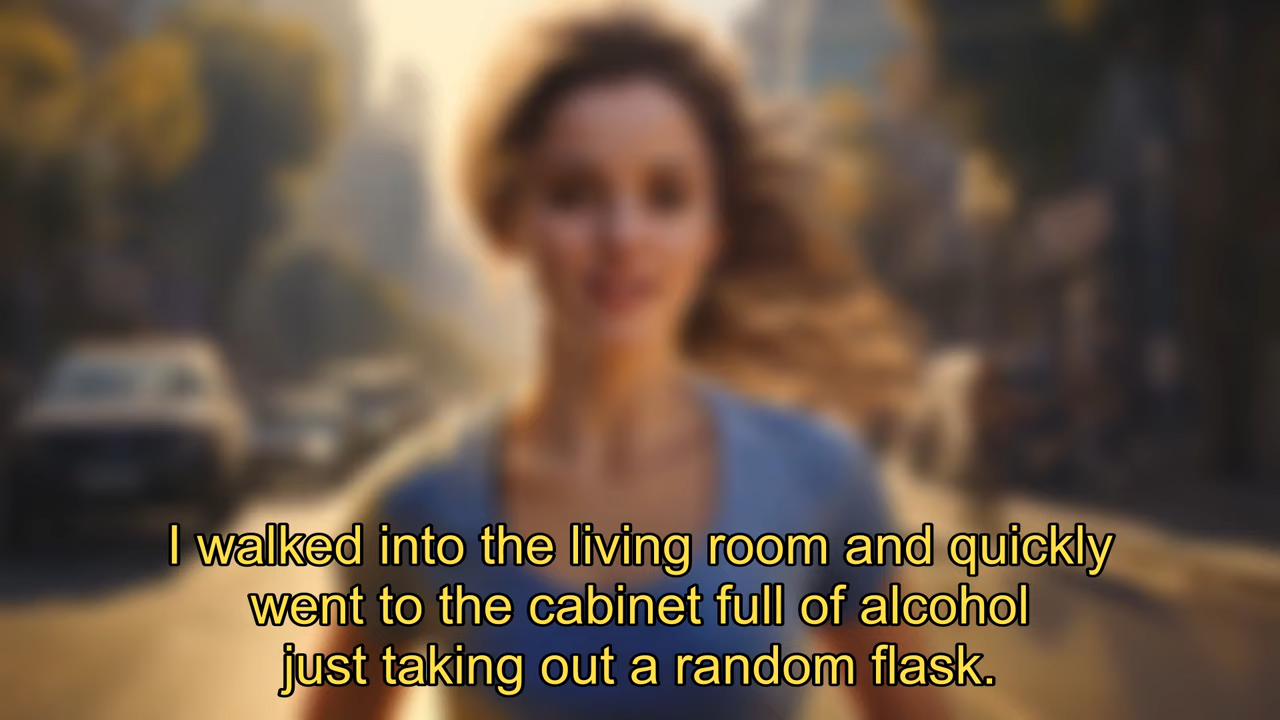 I walked into the living room and quickly
went to the cabinet full of alcohol
just taking out a random flask.